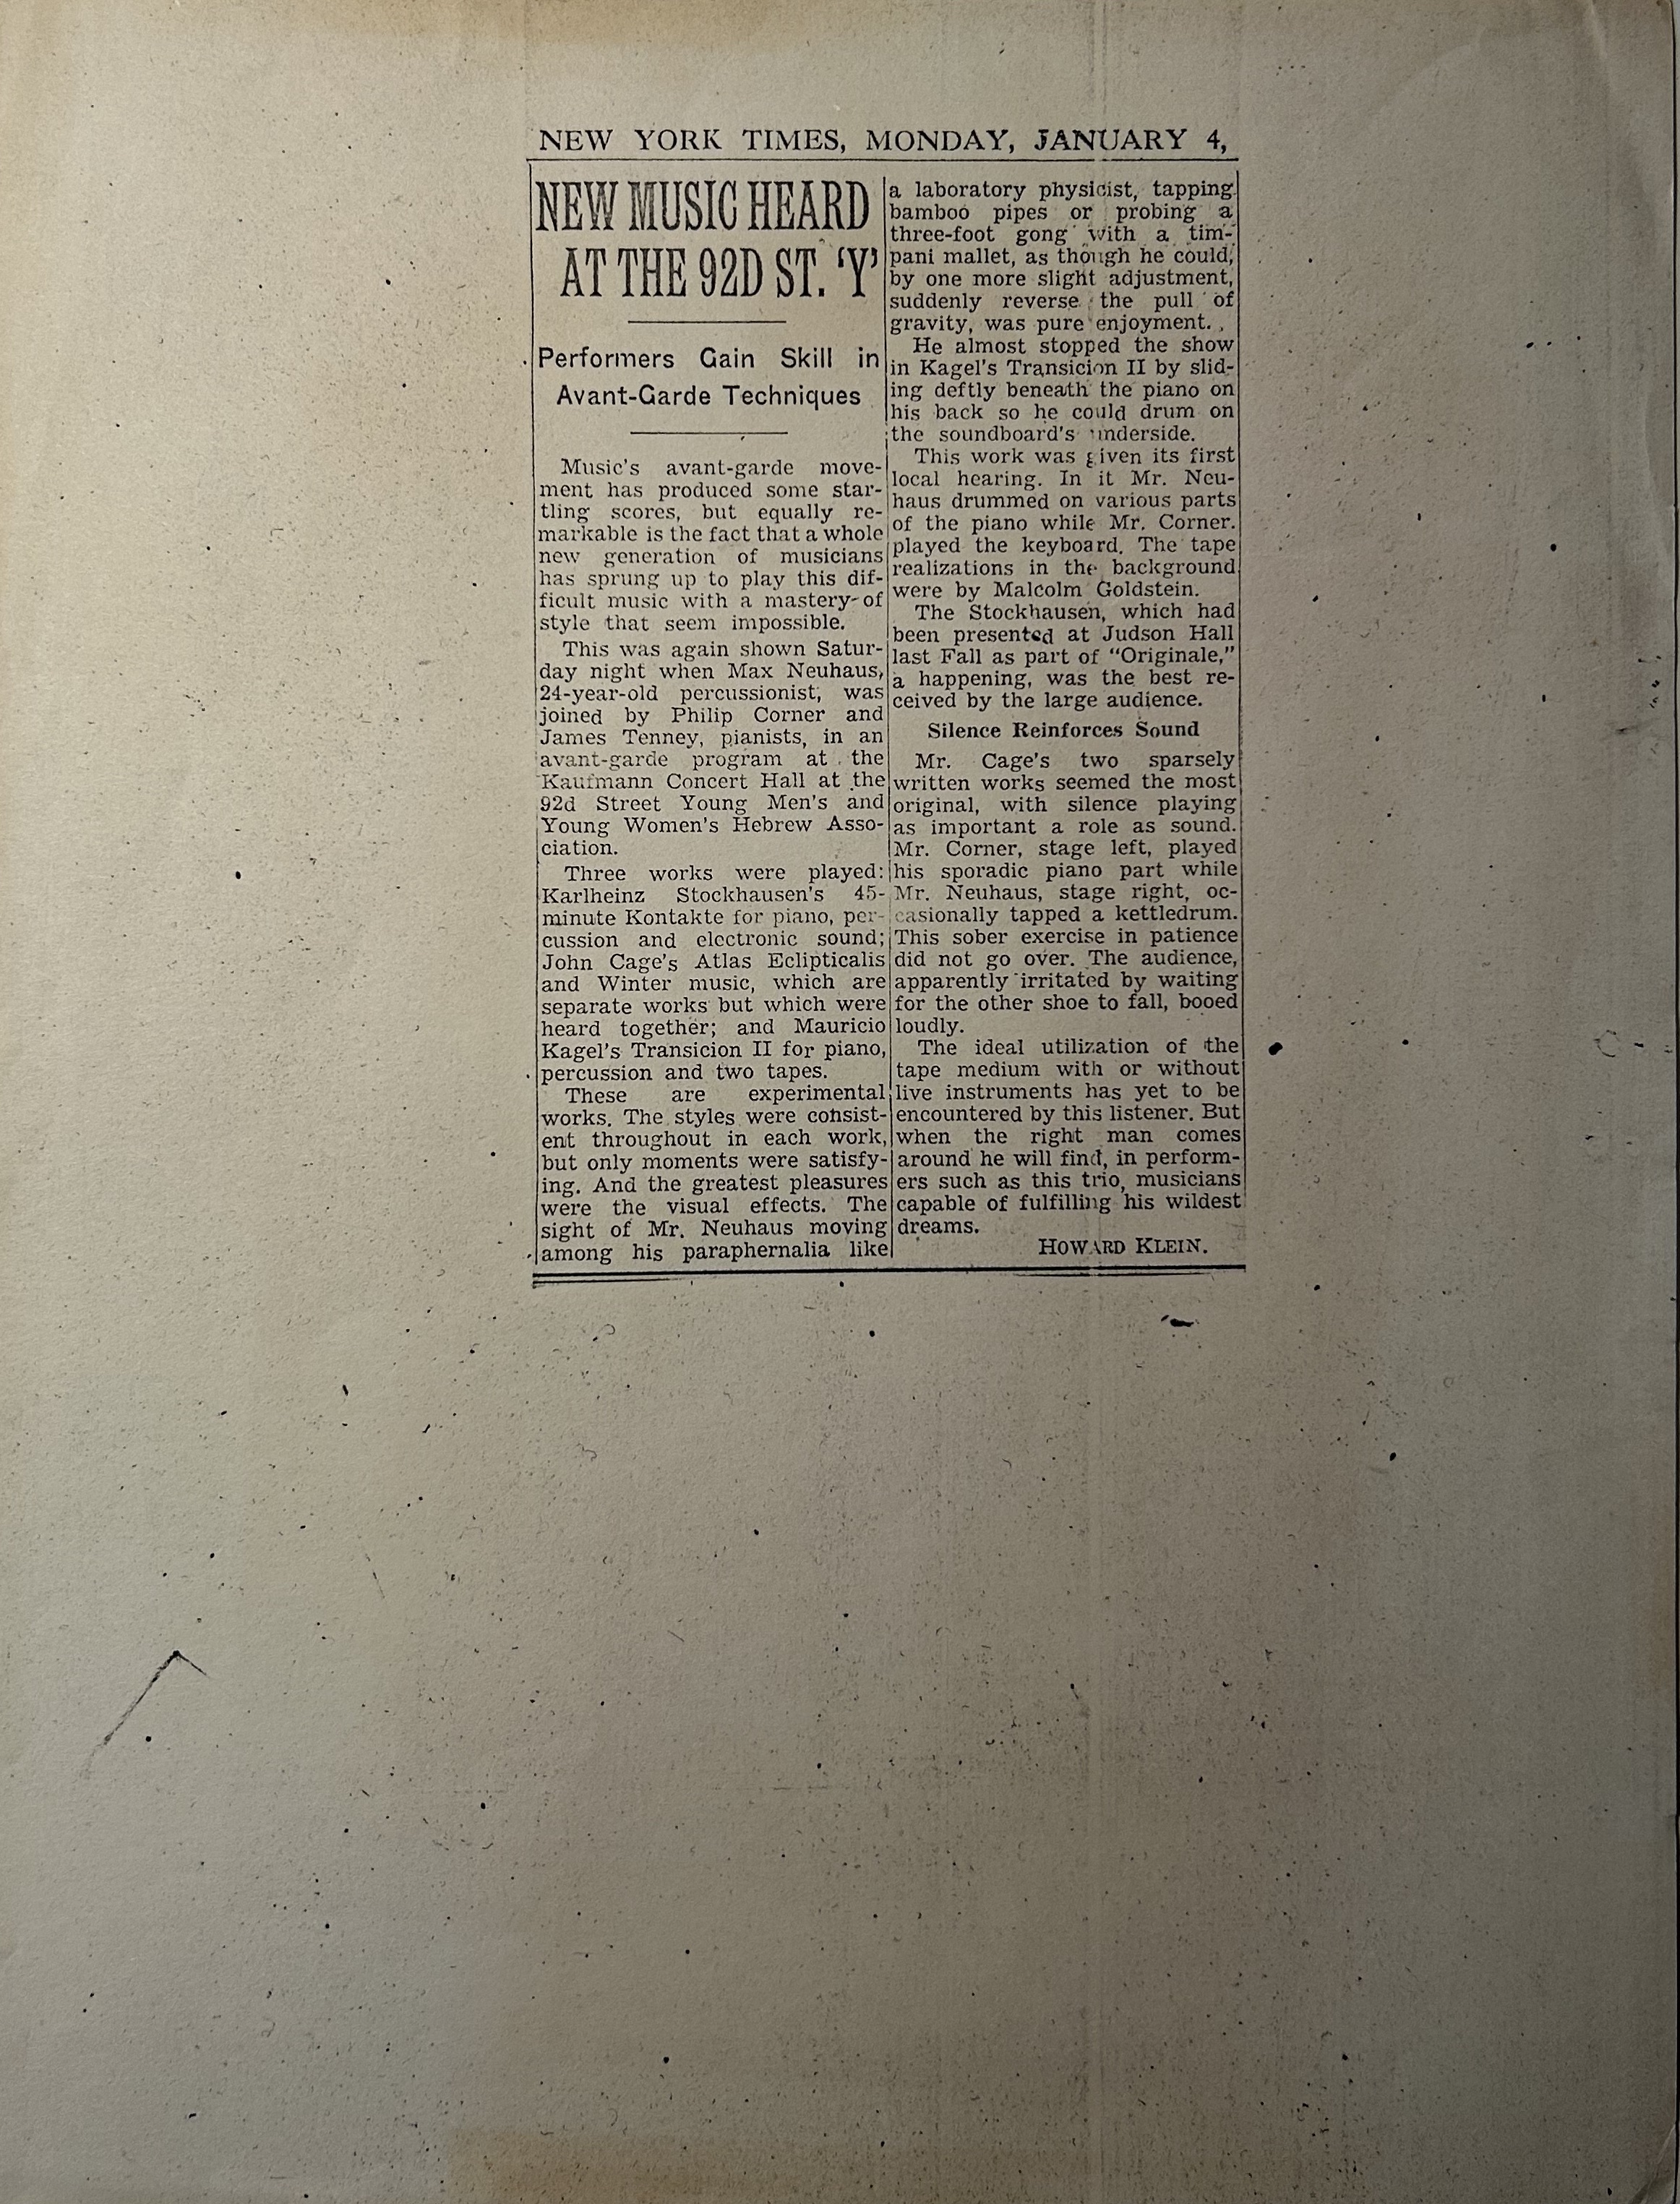 NEW YORK TIMES, MONDAY, JANUARY 4,
NEW MUSIC HEARD
AT THE 92D ST. ‘Y’
Performers Gain Skill in
Avant-Garde Techniques
Music's avant-garde move-
ment has produced some star-
tling scores, but equally re-
markable is the fact that a whole
new generation of musicians
has sprung up to play this dif-
ficult music with a mastery of
style that seem impossible.
This was again shown Satur-
day night when Max Neuhaus,
24-year-old percussionist, was
joined by Philip Corner and
James Tenney, pianists, in an
avant-garde program at the
Kaufmann Concert Hall at the
92d Street Young Men's and
Young Women's Hebrew Asso-
ciation.
Three works were played:
Karlheinz Stockhausen's 45-
minute Kontakte for piano, per-
cussion and electronic sound;
John Cage's Atlas Eclipticalis
and Winter music, which are
separate works but which were
heard together; and Mauricio
Kagel's Transicion II for piano,
percussion and two tapes.
These are experimental
works. The styles were consist-
ent throughout in each work,
but only moments were satisfy-
ing. And the greatest pleasures
were the visual effects. The
sight of Mr. Neuhaus moving
among his paraphernalia like
a laboratory physicist, tapping
bamboo pipes or probing a
three-foot gong with a tim-
pani mallet, as though he could,
by one more slight adjustment,
suddenly reverse the pull of
gravity, was pure enjoyment.
He almost stopped the show
in Kagel's Transicion II by slid-
ing deftly beneath the piano on
his back so he could drum on
the soundboard's underside.
This work was given its first
local hearing. In it Mr. Neu-
haus drummed on various parts
of the piano while Mr. Corner.
played the keyboard. The tape
realizations in the background
were by Malcolm Goldstein.
The Stockhausen, which had
been presented at Judson Hall
last Fall as part of “Originale,”
a happening, was the best re-
ceived by the large audience.
Silence Reinforces Sound
Mr. Cage's two sparsely
written works seemed the most
original, with silence playing
as important a role as sound.
Mr. Corner, stage left, played
his sporadic piano part while
Mr. Neuhaus, stage right, oc-
casionally tapped a kettledrum.
This sober exercise in patience
did not go over. The audience,
apparently irritated by waiting
for the other shoe to fall, booed
loudly.
The ideal utilization of the
tape medium with or without
live instruments has yet to be
encountered by this listener. But
when the right man comes
around he will find, in perform-
ers such as this trio, musicians
capable of fulfilling his wildest
dreams.
HOWARD KLEIN.